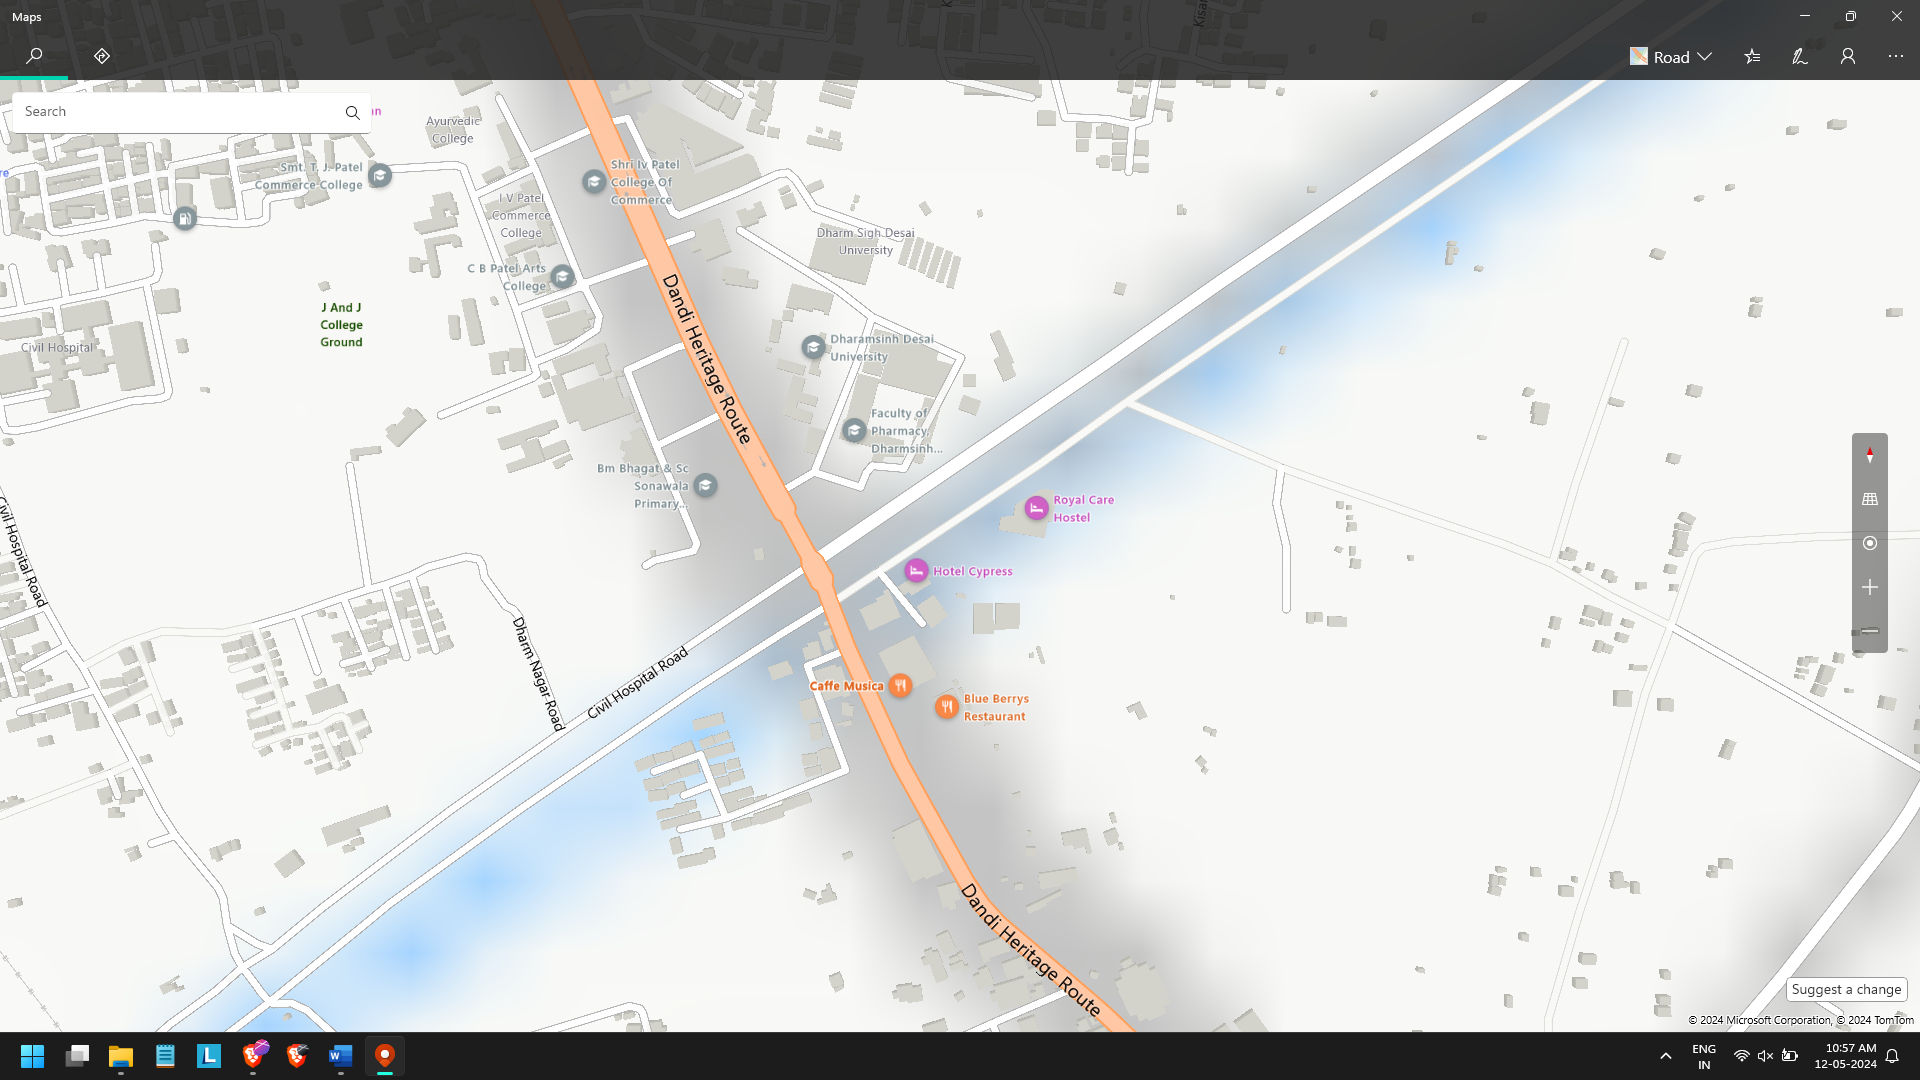 Maps
Road
Search
Ayurvedic
College
Smt. T. J. Patel
Commerce-College
Shri Iv Patel
College Of
Commerce
I V Patel
Commerce
College
Dharm Sigh Desai
University
C B Patel Arts
College
J And J
College
Ground
Civil Hospital
Dandi Heritage Route
Dharamsinh Desai
University
Faculty of
Pharmacy,
Dharmsinh...
Bm Bhagat & Sc
Sonawala
Primary...
Royal Care
Hostel
Hotel Cypress
Civil Hospital Road
Dharm Nagar Road
Civil Hospital Road
Caffe Musica
Blue Berrys
Restaurant
Dandi Heritage Route
Suggest a change
© 2024 Microsoft Corporation, © 2024 TomTom
ENG
IN
10:57 AM
12-05-2024